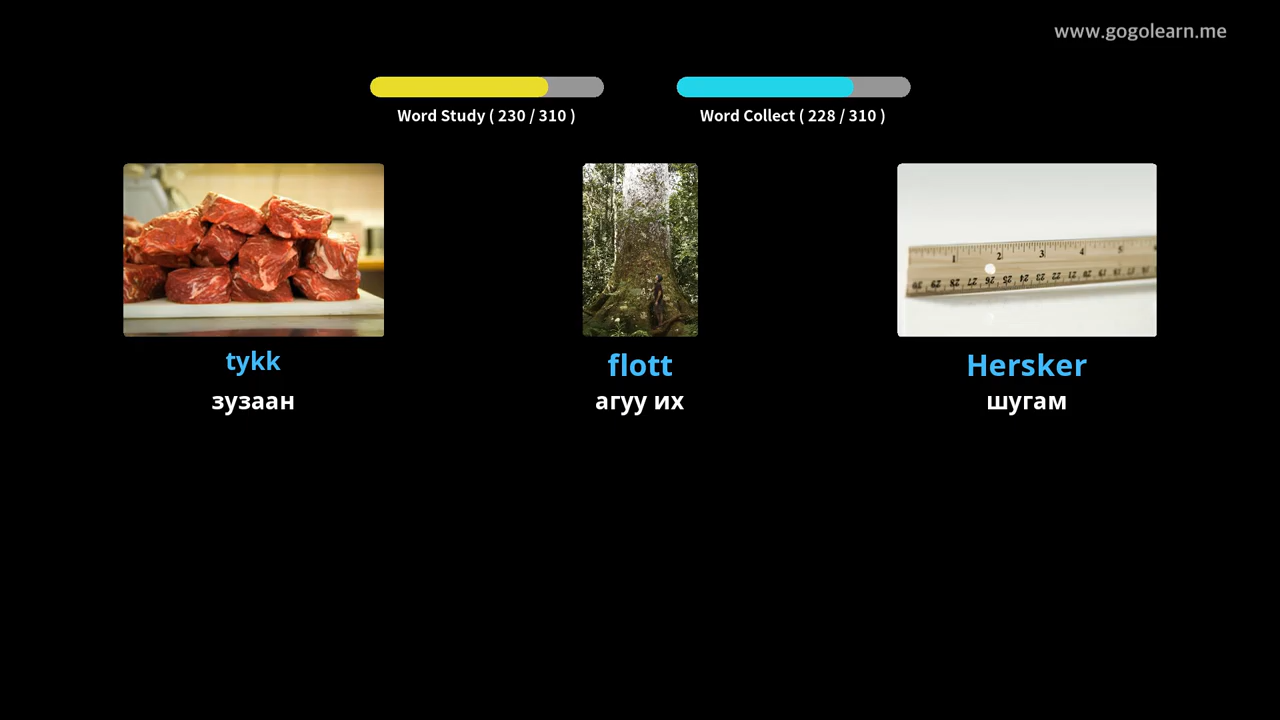 www.gogolearn.me
Word Study ( 230 / 310 )
Word Collect ( 228 / 310 )
tykk
flott
Hersker
зузаан
агуу их
шугам